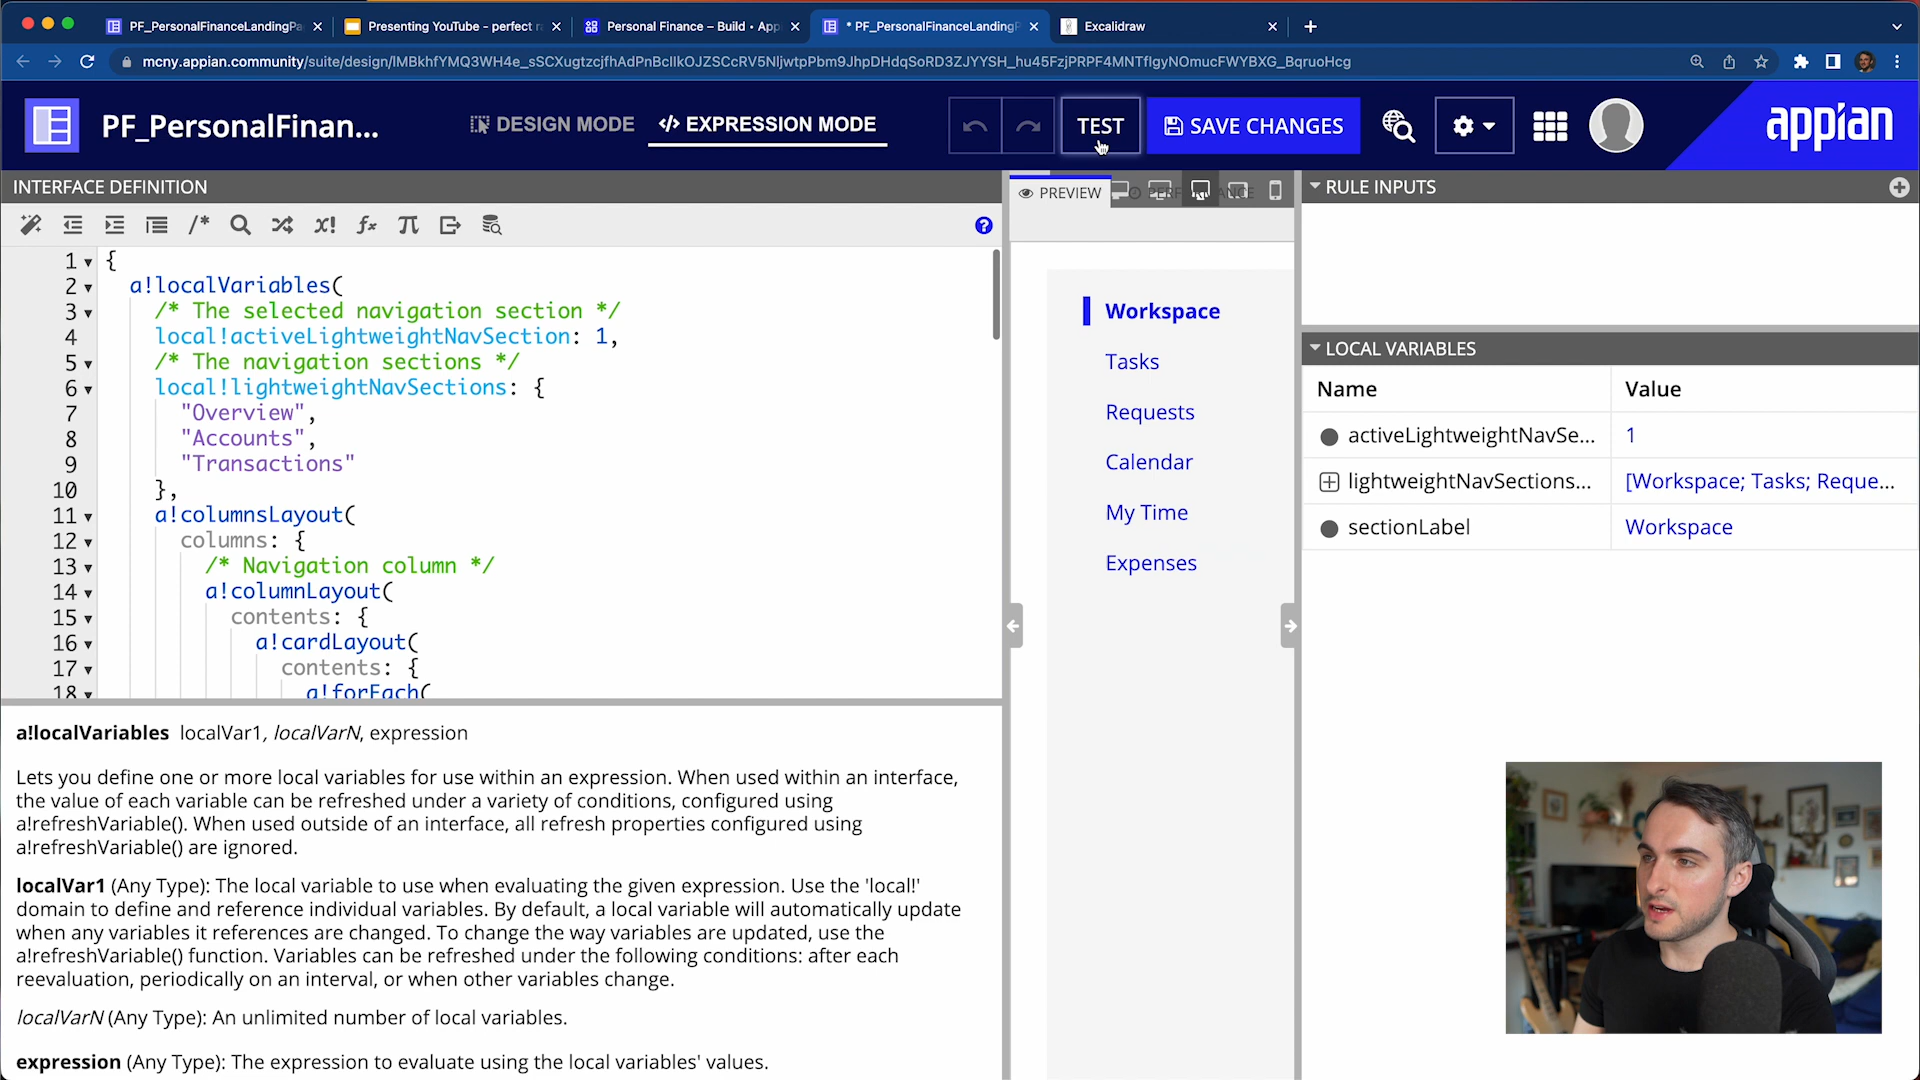 PF_PersonalFinanceLandingPa
Presenting YouTube - perfect r
Personal Finance – Build • App
* PF_PersonalFinanceLandingP
Excalidraw
mcny.appian.community/suite/design/
PF_PersonalFinan...
DESIGN MODE
EXPRESSION MODE
TEST
SAVE CHANGES
appian
INTERFACE DEFINITION
PREVIEW
PERFORMANCE
RULE INPUTS
1 {
2 a!localVariables(
3 /* The selected navigation section */
4 local!activeLightweightNavSection: 1,
5 /* The navigation sections */
6 local!lightweightNavSections: {
7 "Overview",
8 "Accounts",
9 "Transactions"
10 },
11 a!columnsLayout(
12 columns: {
13 /* Navigation column */
14 a!columnLayout(
15 contents: {
16 a!cardLayout(
17 contents: {
18 a!forEach(
Workspace
Tasks
Requests
Calendar
My Time
Expenses
LOCAL VARIABLES
Name Value
activeLightweightNavSe... 1
lightweightNavSections... [Workspace; Tasks; Reque...
sectionLabel Workspace
a!localVariables localVar1, localVarN, expression
Lets you define one or more local variables for use within an expression. When used within an interface,
the value of each variable can be refreshed under a variety of conditions, configured using
a!refreshVariable(). When used outside of an interface, all refresh properties configured using
a!refreshVariable() are ignored.
localVar1 (Any Type): The local variable to use when evaluating the given expression. Use the 'local!'
domain to define and reference individual variables. By default, a local variable will automatically update
when any variables it references are changed. To change the way variables are updated, use the
a!refreshVariable() function. Variables can be refreshed under the following conditions: after each
reevaluation, periodically on an interval, or when other variables change.
localVarN (Any Type): An unlimited number of local variables.
expression (Any Type): The expression to evaluate using the local variables' values.